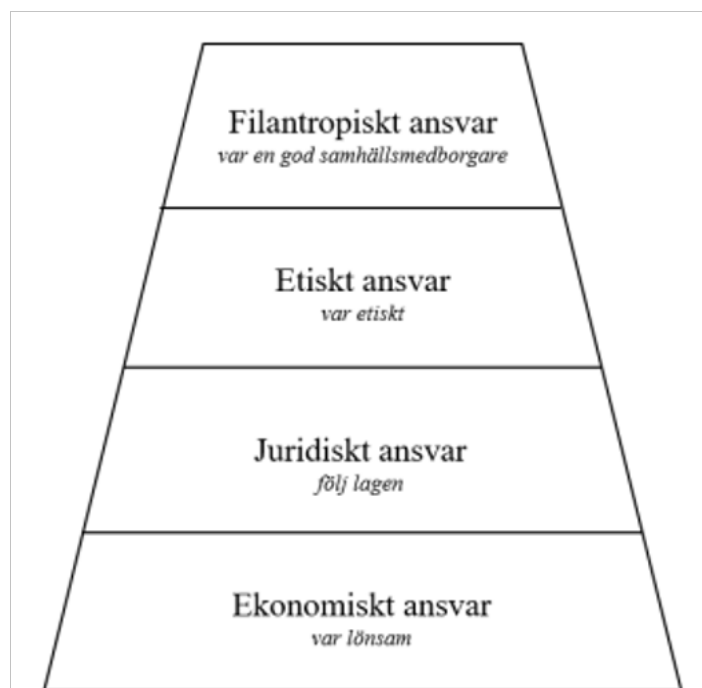 Filantropiskt ansvar
var en god samhällsmedborgare
Etiskt ansvar
var etiskt
Juridiskt ansvar
följ lagen
Ekonomiskt ansvar
var lönsam